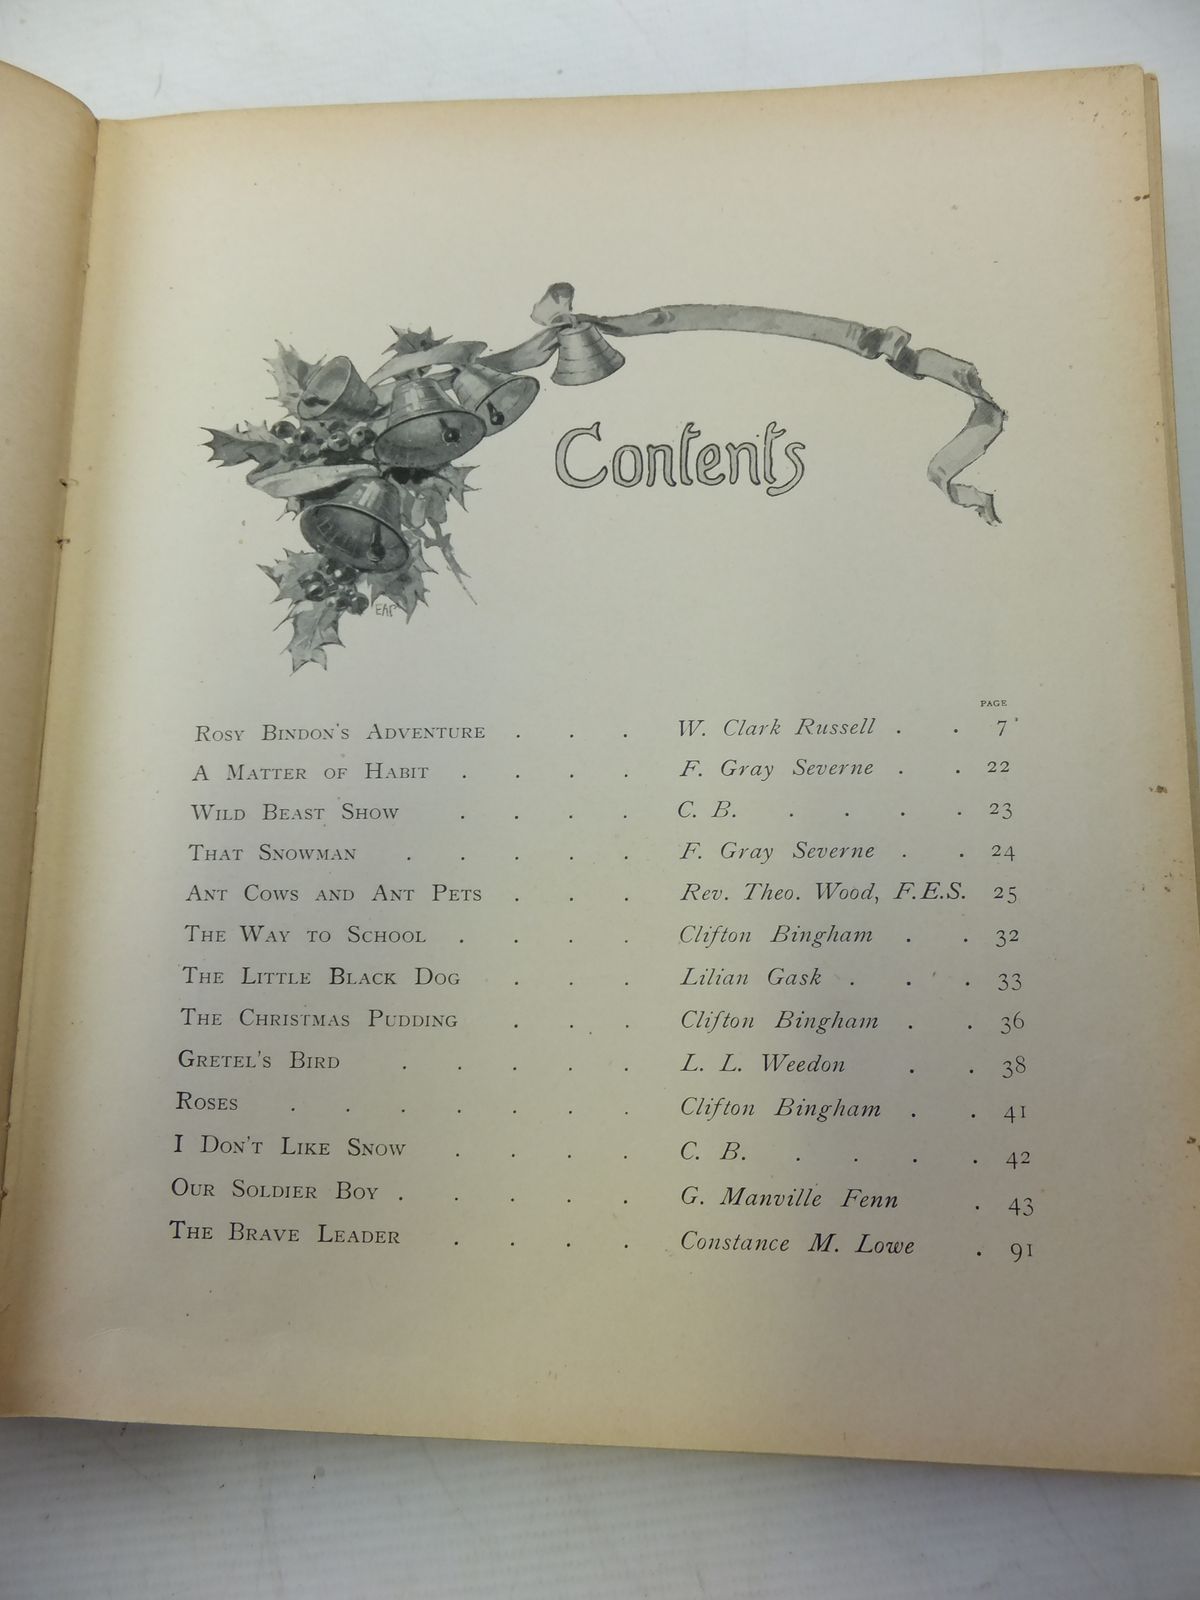 Contents
EAP
PAGE
Rosy Bindon's Adventure . . . W. Clark Russell . . 7
A Matter of Habit . . . . F. Gray Severne . . 22
Wild Beast Show . . . . C. B. . . . . 23
That Snowman . . . . . F. Gray Severne . . 24
Ant Cows and Ant Pets . . . Rev. Theo. Wood, F.E.S. 25
The Way to School . . . . Clifton Bingham . . 32
The Little Black Dog . . . Lilian Gask . . . 33
The Christmas Pudding . . . Clifton Bingham . . 36
Gretel's Bird . . . . . L. L. Weedon . . 38
Roses . . . . . . . Clifton Bingham . . 41
I Don't Like Snow . . . . C. B. . . . . 42
Our Soldier Boy . . . . . G. Manville Fenn . 43
The Brave Leader . . . . Constance M. Lowe . 91